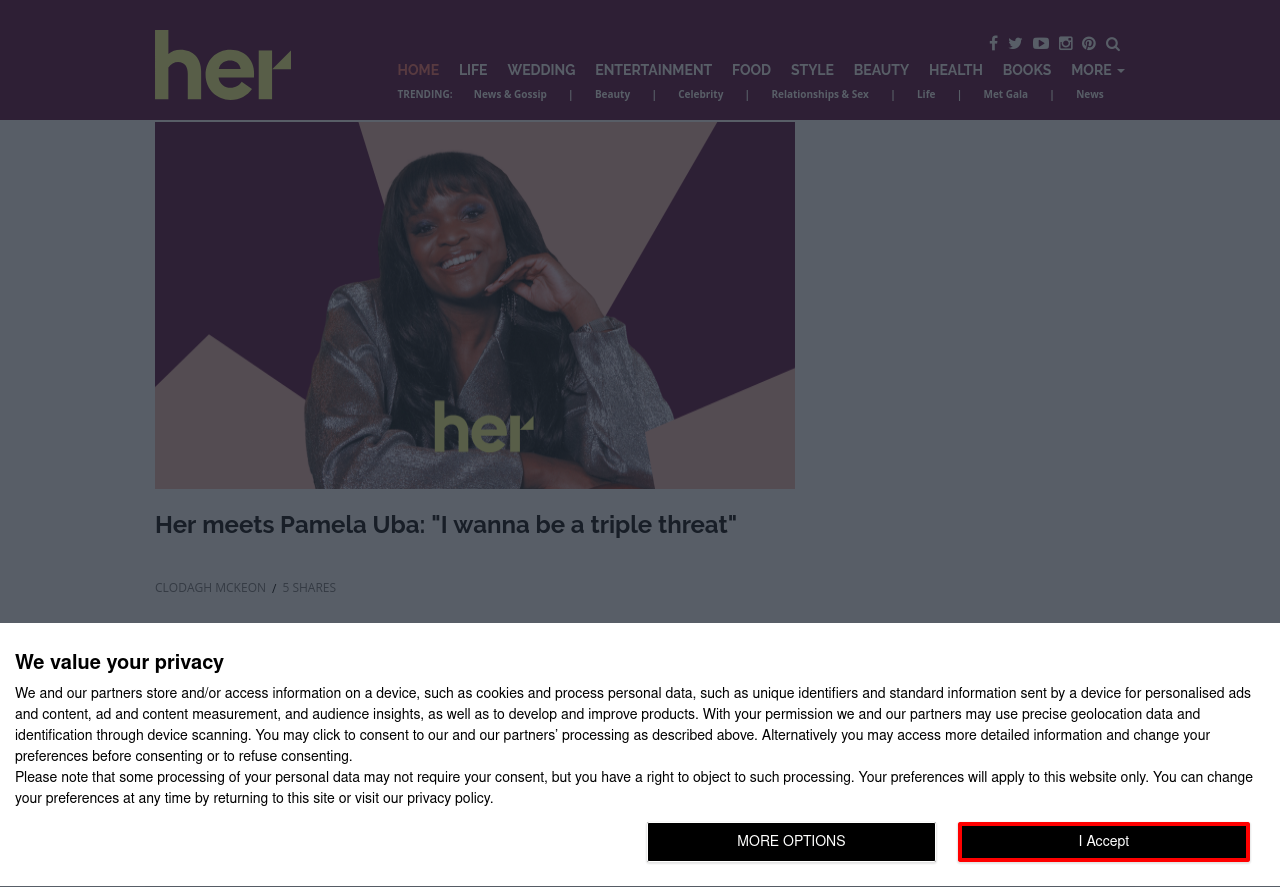 her
HOME LIFE WEDDING ENTERTAINMENT FOOD STYLE BEAUTY HEALTH BOOKS MORE
TRENDING: News & Gossip | Beauty | Celebrity | Relationships & Sex | Life | Met Gala | News
her
Her meets Pamela Uba: "I wanna be a triple threat"
CLODAGH MCKEON / 5 SHARES
We value your privacy
We and our partners store and/or access information on a device, such as cookies and process personal data, such as unique identifiers and standard information sent by a device for personalised ads
and content, ad and content measurement, and audience insights, as well as to develop and improve products. With your permission we and our partners may use precise geolocation data and
identification through device scanning. You may click to consent to our and our partners’ processing as described above. Alternatively you may access more detailed information and change your
preferences before consenting or to refuse consenting.
Please note that some processing of your personal data may not require your consent, but you have a right to object to such processing. Your preferences will apply to this website only. You can change
your preferences at any time by returning to this site or visit our privacy policy.
MORE OPTIONS I Accept